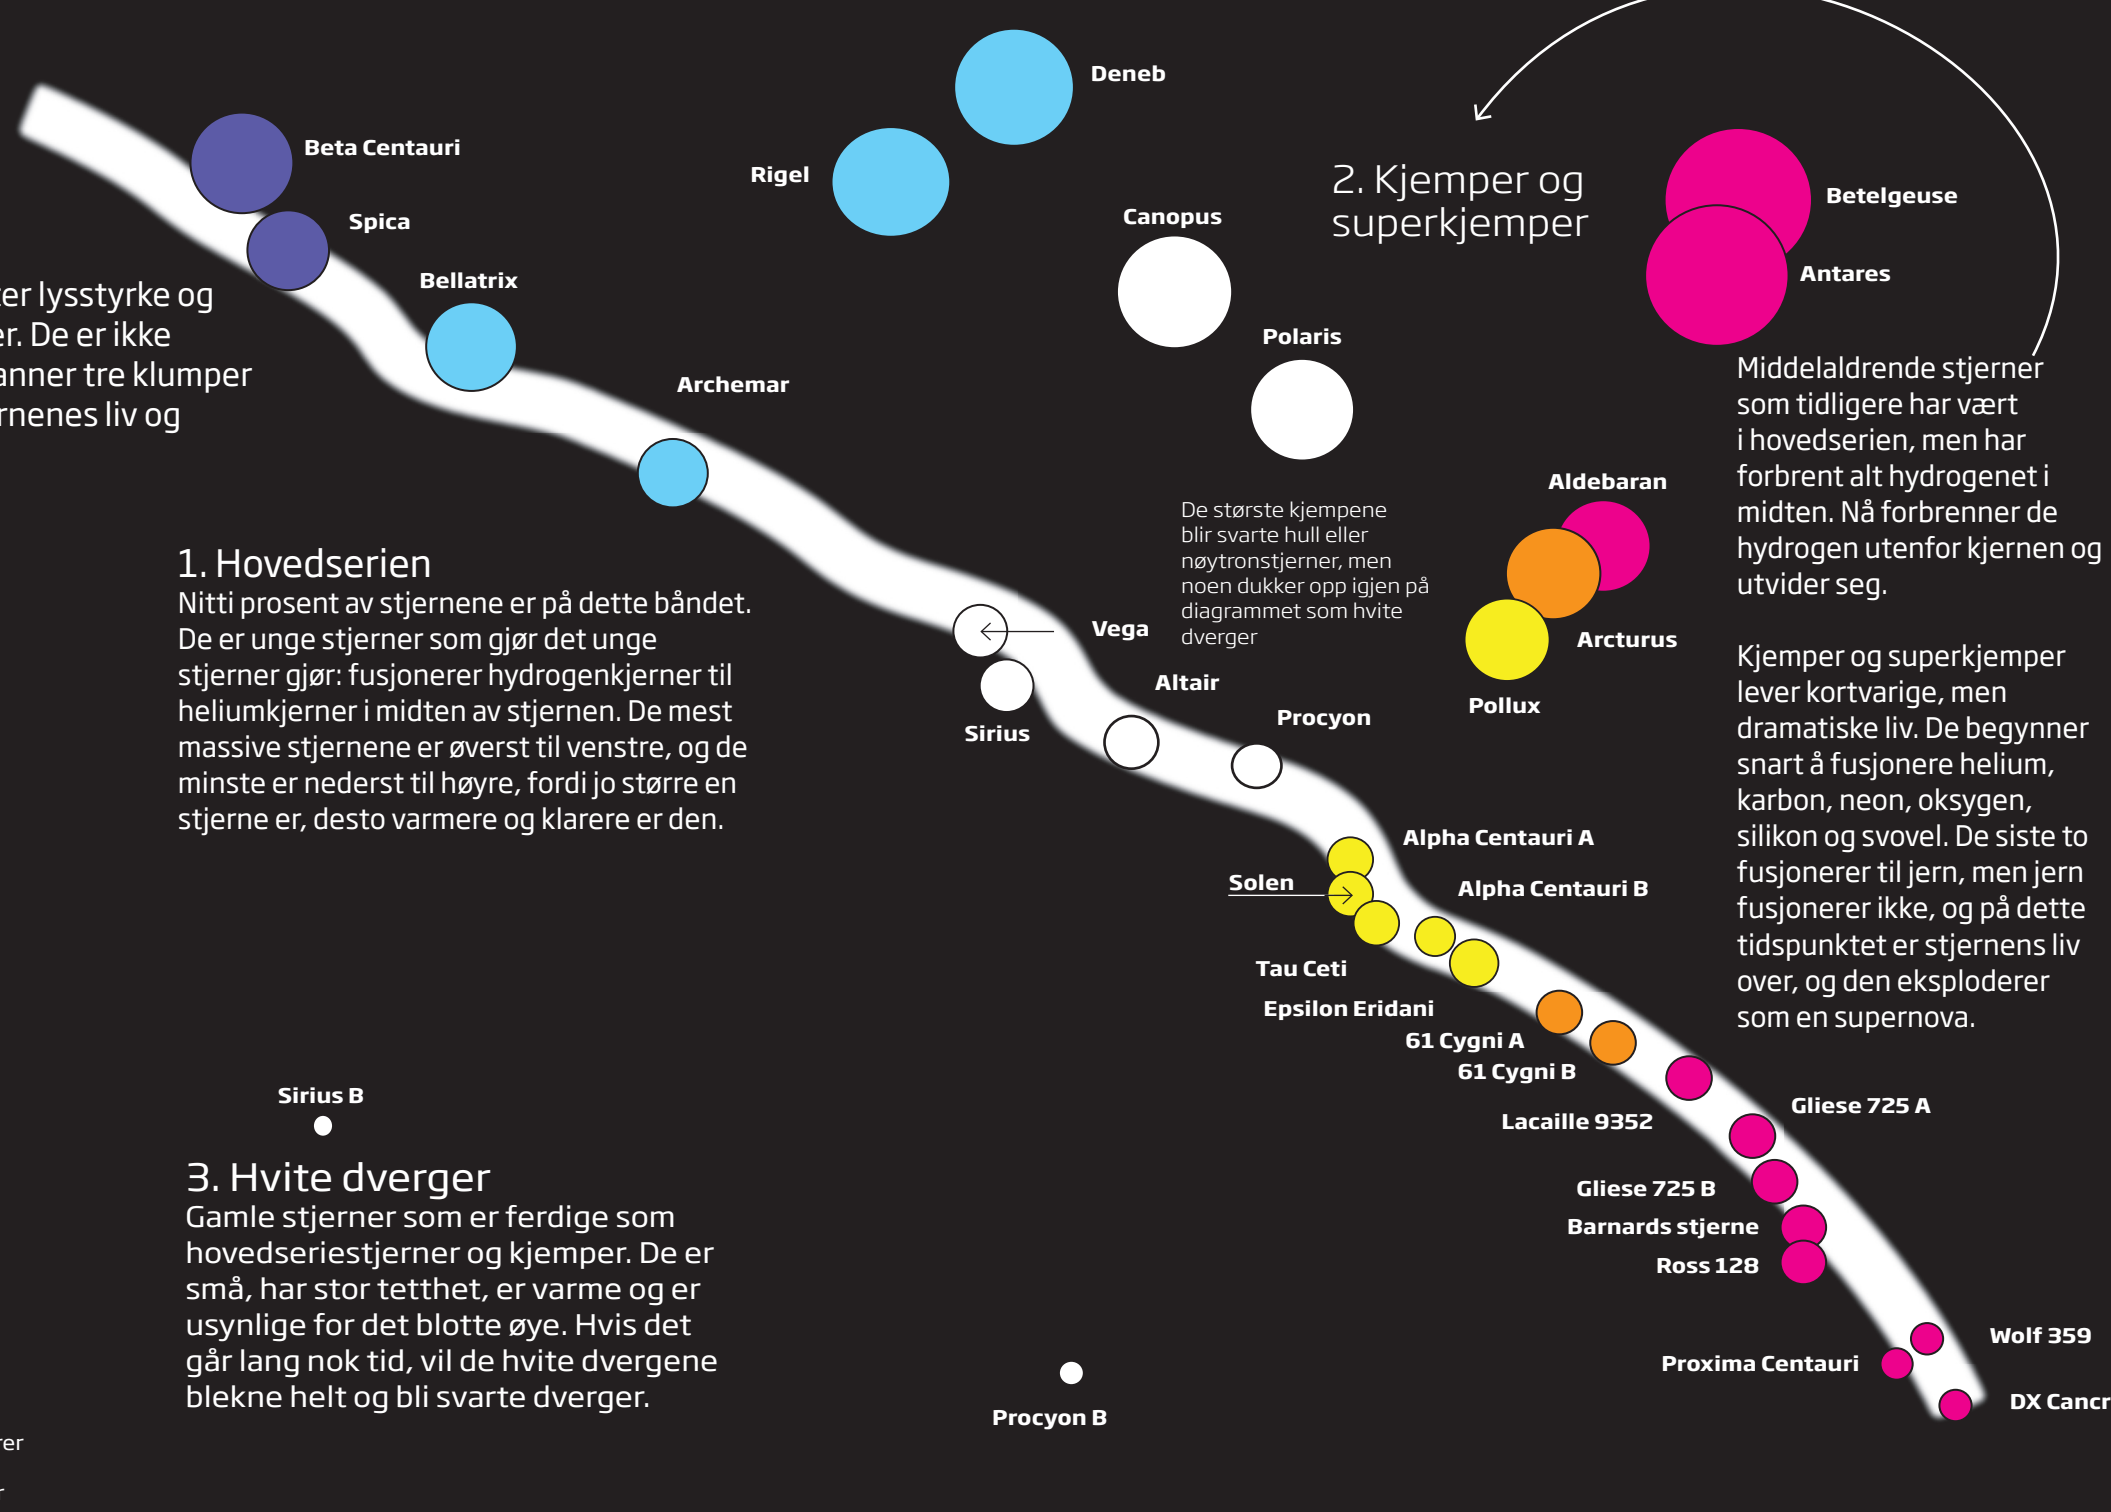 Deneb
Beta Centauri
Rigel
2. Kjemper og
superkjemper
Betelgeuse
Spica
Canopus
Antares
Bellatrix
lysstyrke og
De er ikke
tre klumper
liv og
Polaris
Archemar
Middelaldrende stjerner
som tidligere har vært
i hovedserien, men har
forbrent alt hydrogenet i
midten. Nå forbrenner de
hydrogen utenfor kjernen og
utvider seg.
Aldebaran
De største kjempene
blir svarte hull eller
nøytronstjerner, men
noen dukker opp igjen på
diagrammet som hvite
dverger
Arcturus
Pollux
1. Hovedserien
Nitti prosent av stjernene er på dette båndet.
De er unge stjerner som gjør det unge
stjerner gjør: fusjonerer hydrogenkjerner til
heliumkjerner i midten av stjernen. De mest
massive stjernene er øverst til venstre, og de
minste er nederst til høyre, fordi jo større en
stjerne er, desto varmere og klarere er den.
Vega
Altair
Sirius
Procyon
Kjemper og superkjemper
lever kortvarige, men
dramatiske liv. De begynner
snart å fusjonere helium,
karbon, neon, oksygen,
silikon og svovel. De siste to
fusjonerer til jern, men jern
fusjonerer ikke, og på dette
tidspunktet er stjernens liv
over, og den eksploderer
som en supernova.
Alpha Centauri A
Solen
Alpha Centauri B
Tau Ceti
Epsilon Eridani
61 Cygni A
61 Cygni B
Sirius B
Gliese 725 A
Lacaille 9352
3. Hvite dverger
Gamle stjerner som er ferdige som
hovedseriestjerner og kjemper. De er
små, har stor tetthet, er varme og er
usynlige for det blotte øye. Hvis det
går lang nok tid, vil de hvite dvergene
blekne helt og bli svarte dverger.
Gliese 725 B
Barnards stjerne
Ross 128
Wolf 359
Proxima Centauri
DX Cancr
Procyon B